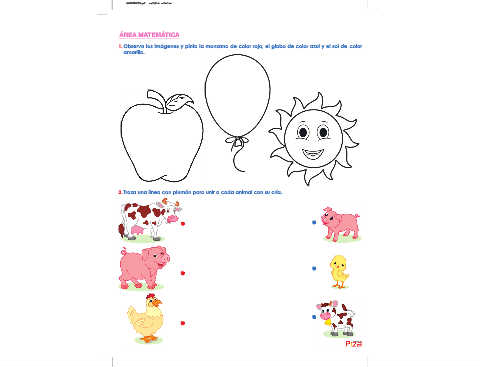 ÁREA MATEMÁTICA
1. Observa las imágenes y pinta la manzana de color rojo, el globo de color azul y el sol de color
amarillo.
2. Traza una línea con plumón para unir a cada animal con su cría.